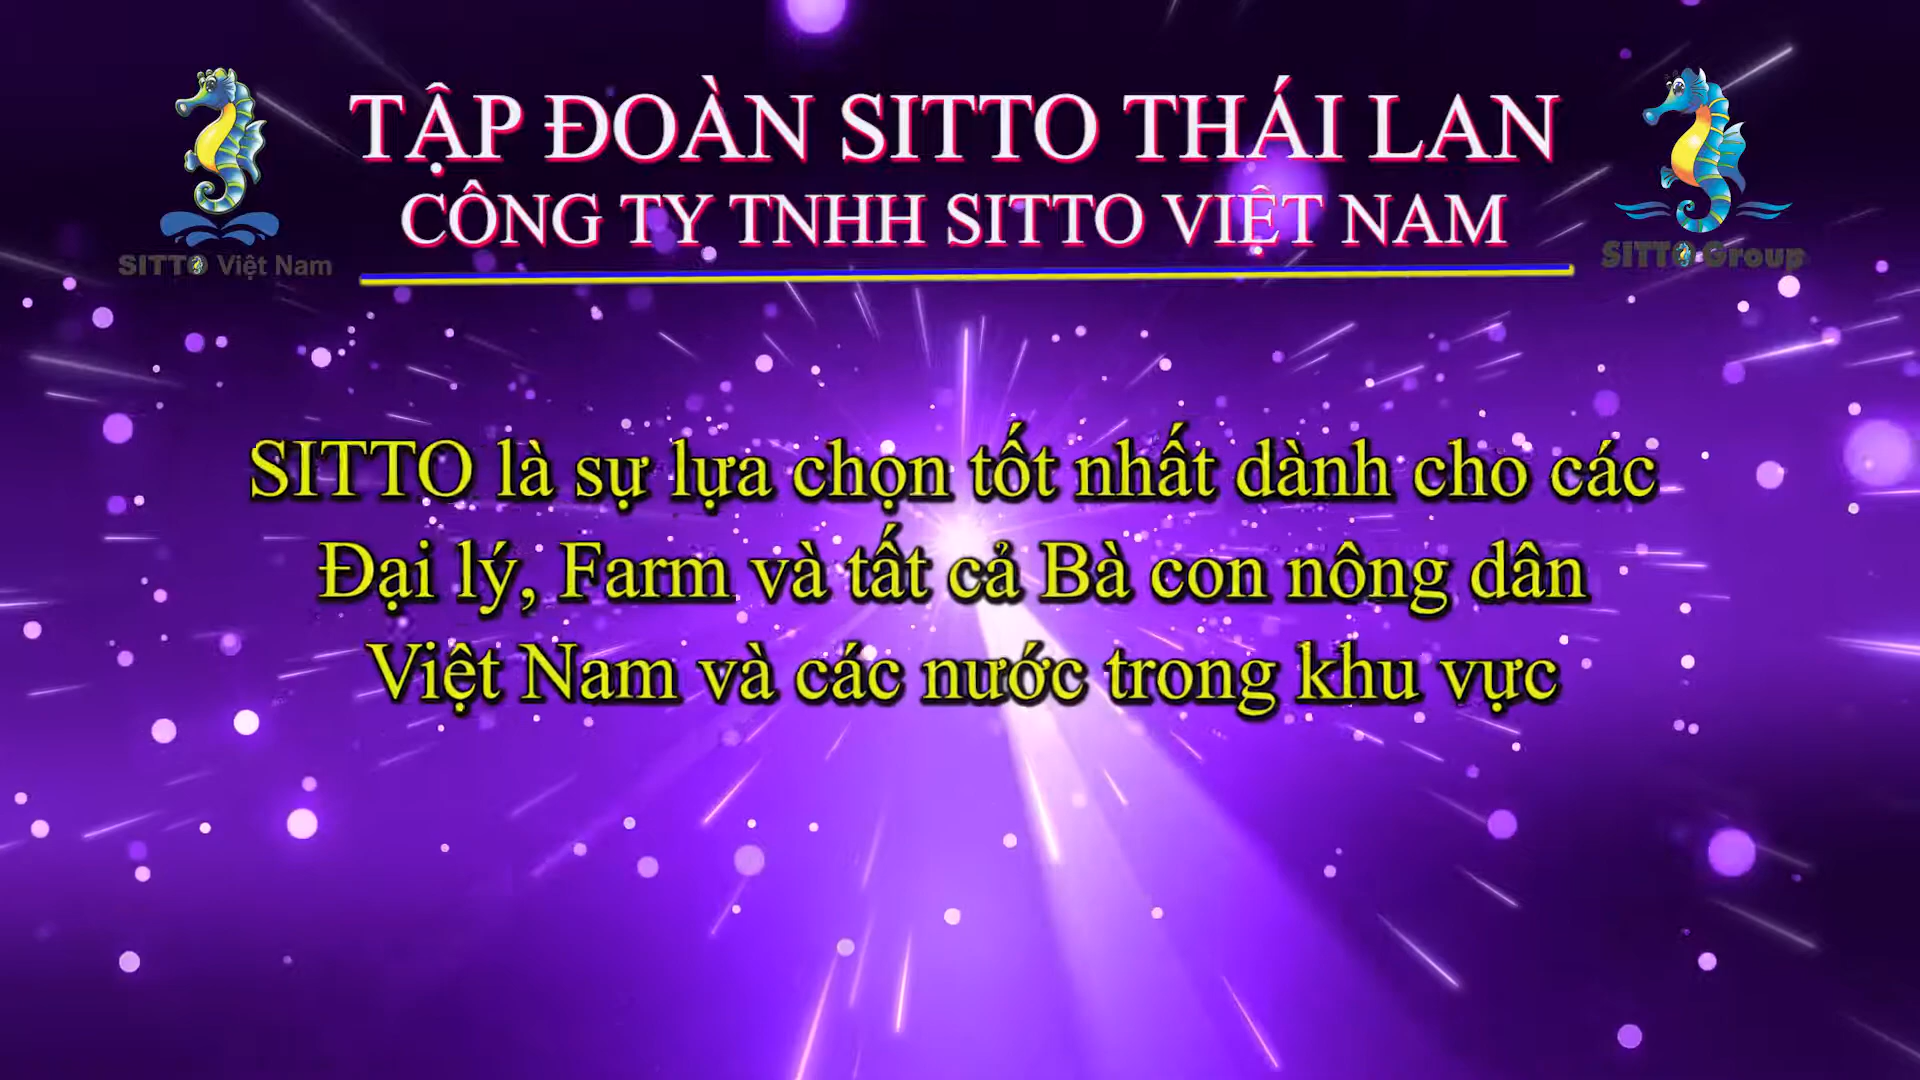 TẬP ĐOÀN SITTO THÁI LAN
CÔNG TY TNHH SITTO VIỆT NAM
SITTO Việt Nam
SITTO Group
SITTO là sự lựa chọn tốt nhất dành cho các
Đại lý, Farm và tất cả Bà con nông dân
Việt Nam và các nước trong khu vực